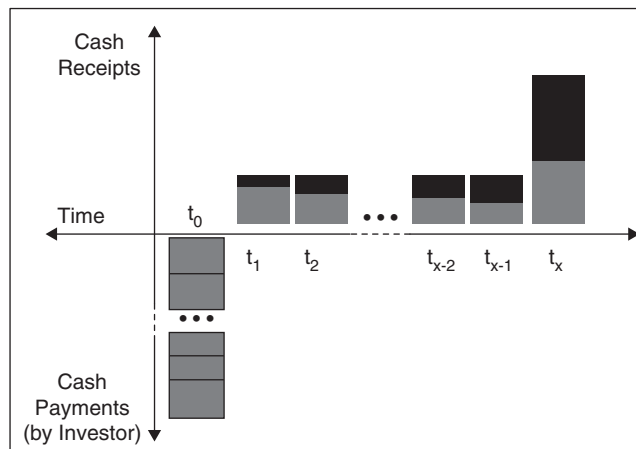 Cash
Receipts
Time
t0
t1
t2
tx-2
tx-1
tx
Cash
Payments
(by Investor)